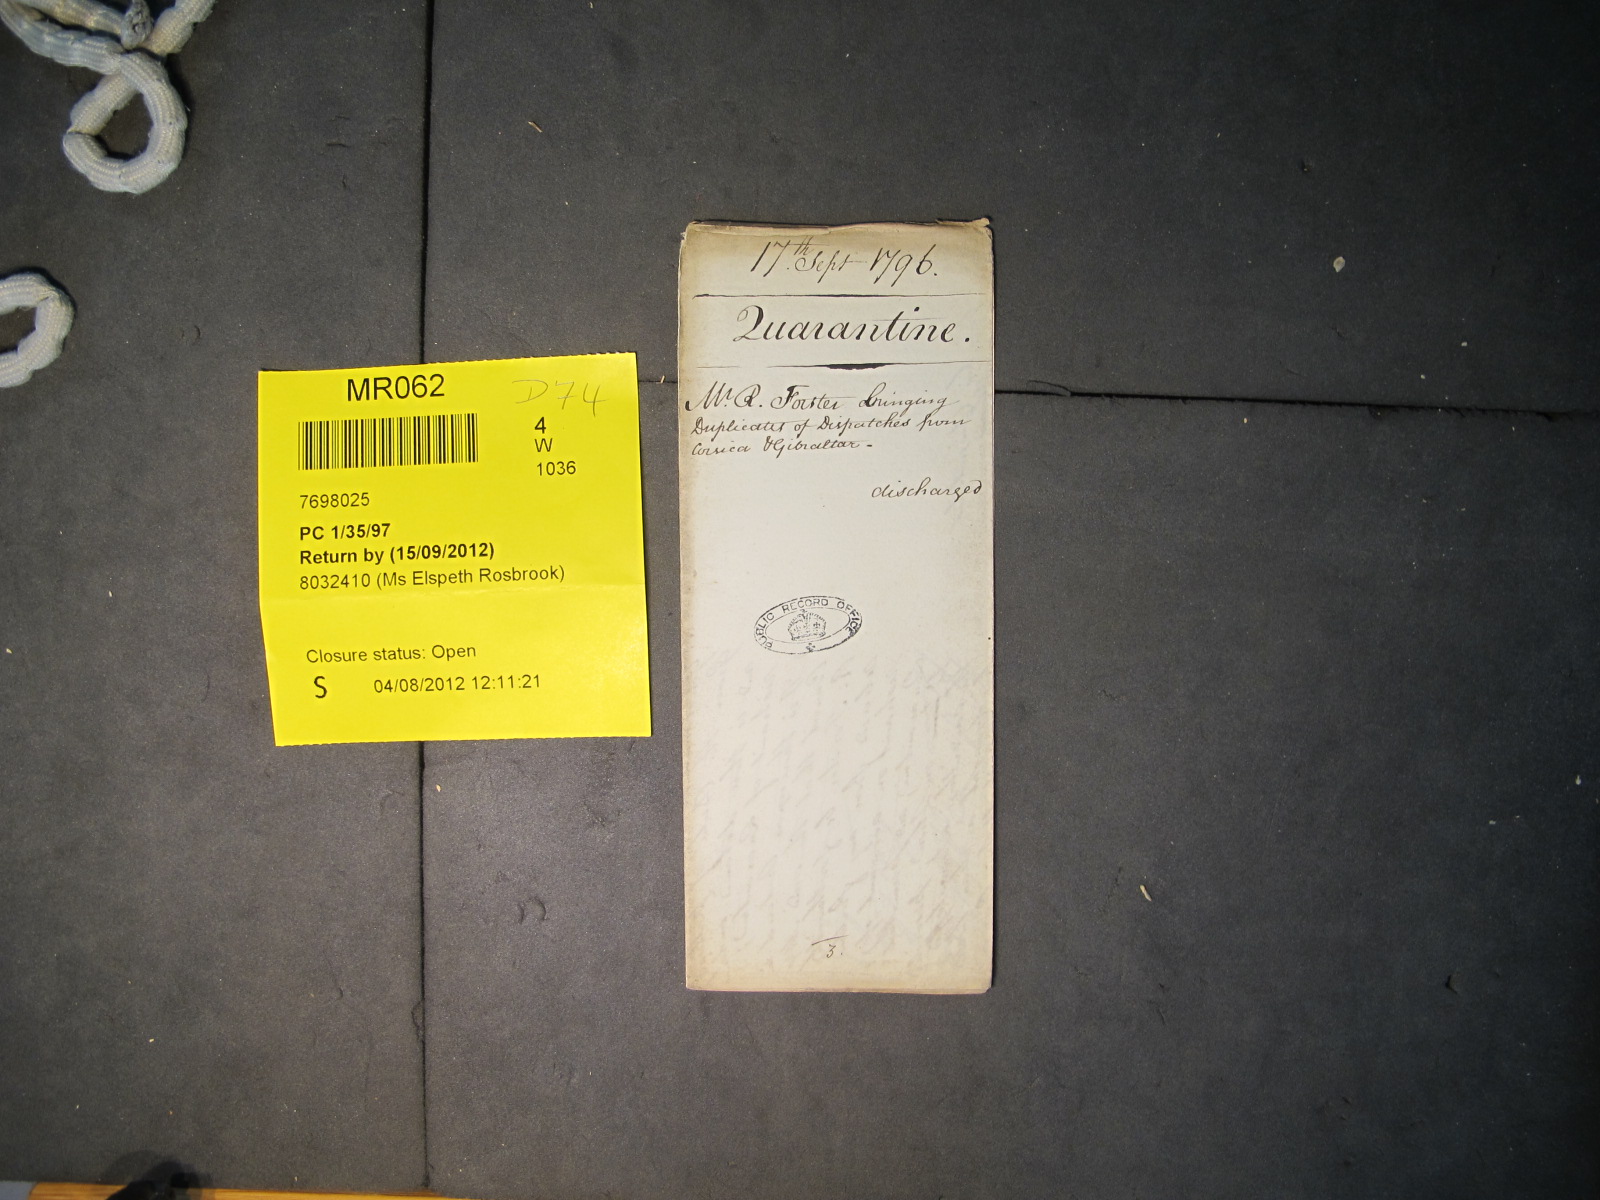 17th Sept 1796.
Quarantine.
Mr. R. Forster bringing
Duplicates of Dispatches from
Corsica & Gibraltar -
discharged
PUBLIC RECORD OFFICE
3.
MR062
D74
4
W
1036
7698025
PC 1/35/97
Return by (15/09/2012)
8032410 (Ms Elspeth Rosbrook)
Closure status: Open
S 04/08/2012 12:11:21